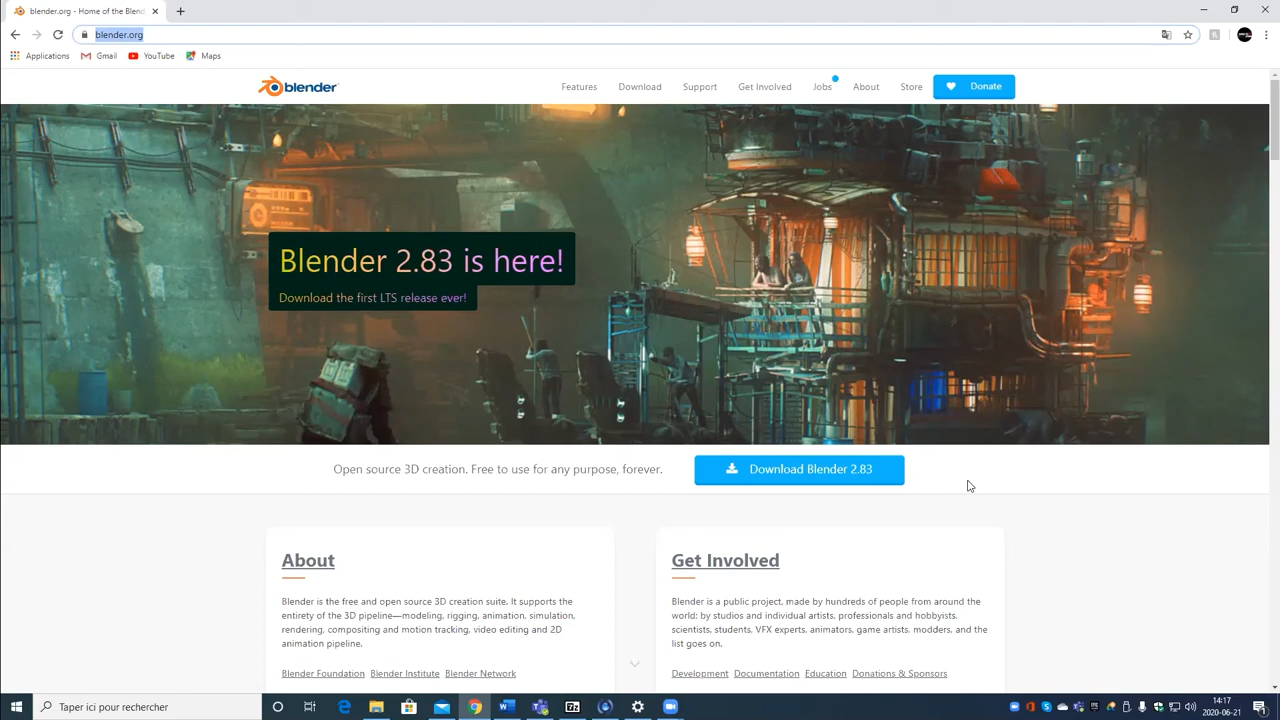 blender.org - Home of the Blend
blender.org
Applications Gmail YouTube Maps
blender
Features Download Support Get Involved Jobs About Store Donate
Blender 2.83 is here!
Download the first LTS release ever!
Open source 3D creation. Free to use for any purpose, forever. Download Blender 2.83
About
Blender is the free and open source 3D creation suite. It supports the
entirety of the 3D pipeline—modeling, rigging, animation, simulation,
rendering, compositing and motion tracking, video editing and 2D
animation pipeline.
Blender Foundation Blender Institute Blender Network
Get Involved
Blender is a public project, made by hundreds of people from around the
world; by studios and individual artists, professionals and hobbyists,
scientists, students, VFX experts, animators, game artists, modders, and the
list goes on.
Development Documentation Education Donations & Sponsors
Taper ici pour rechercher
14:17
2020-06-21